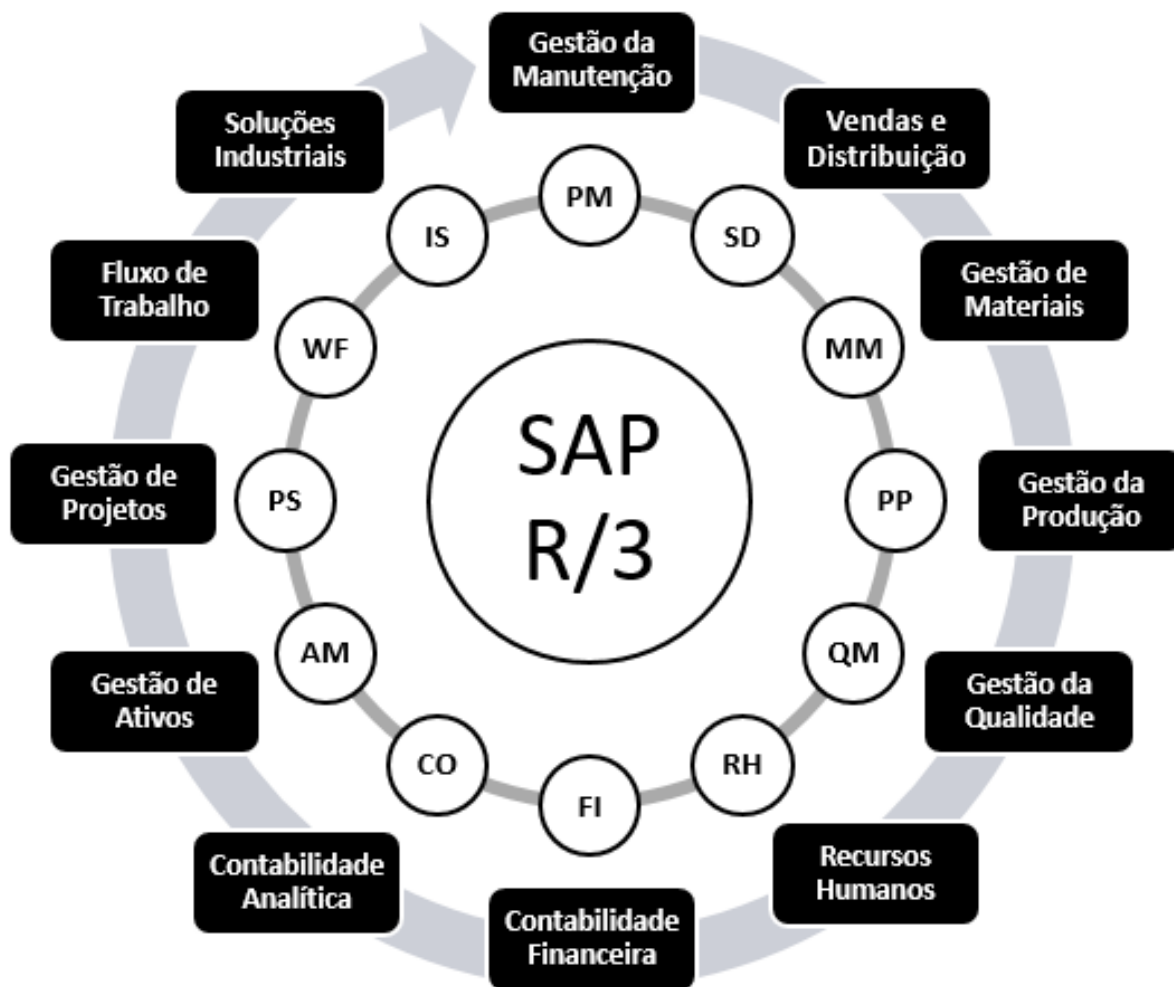 Gestão da
Manutenção
Vendas e
Distribuição
Gestão de
Materiais
Gestão da
Produção
Gestão da
Qualidade
Recursos
Humanos
Contabilidade
Financeira
Contabilidade
Analítica
Gestão de
Ativos
Gestão de
Projetos
Fluxo de
Trabalho
Soluções
Industriais
PM
SD
MM
PP
QM
RH
FI
CO
AM
PS
WF
IS
SAP
R/3